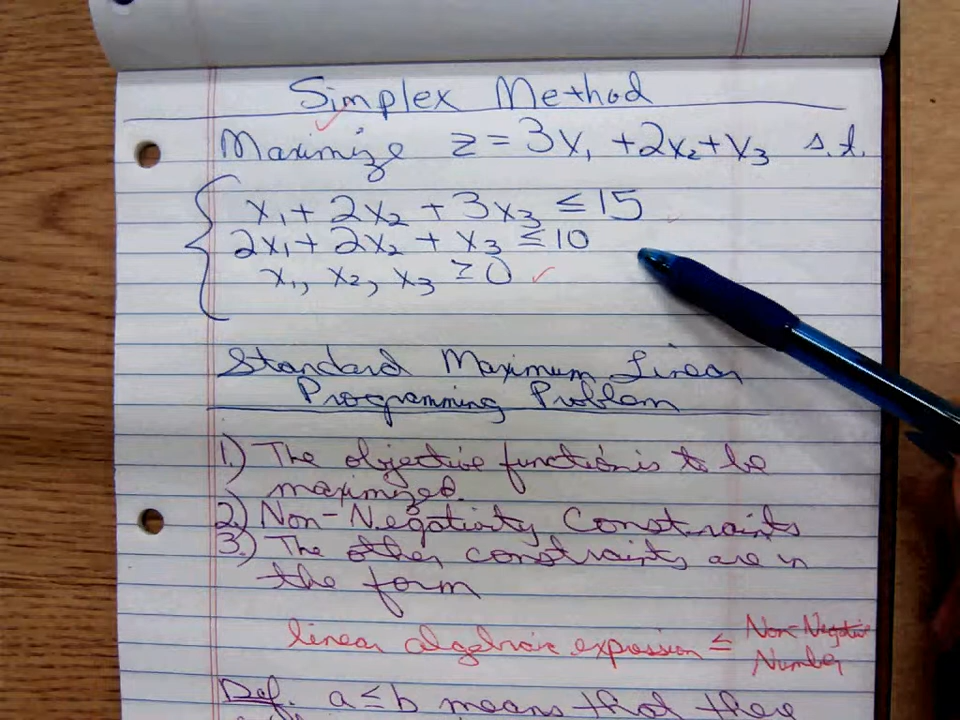 Simplex Method
Maximize z = 3x₁ + 2x₂ + x₃ s.t.
x₁ + 2x₂ + 3x₃ ≤ 15
2x₁ + 2x₂ + x₃ ≤ 10
x₁, x₂, x₃ ≥ 0
Standard Maximum Linear
Programming Problem
1.) The objective function is to be
maximized.
2.) Non-Negativity Constraints
3.) The other constraints are in
the form
linear algebraic expression ≤ Non-Negative
Number
Def. a ≤ b means that there